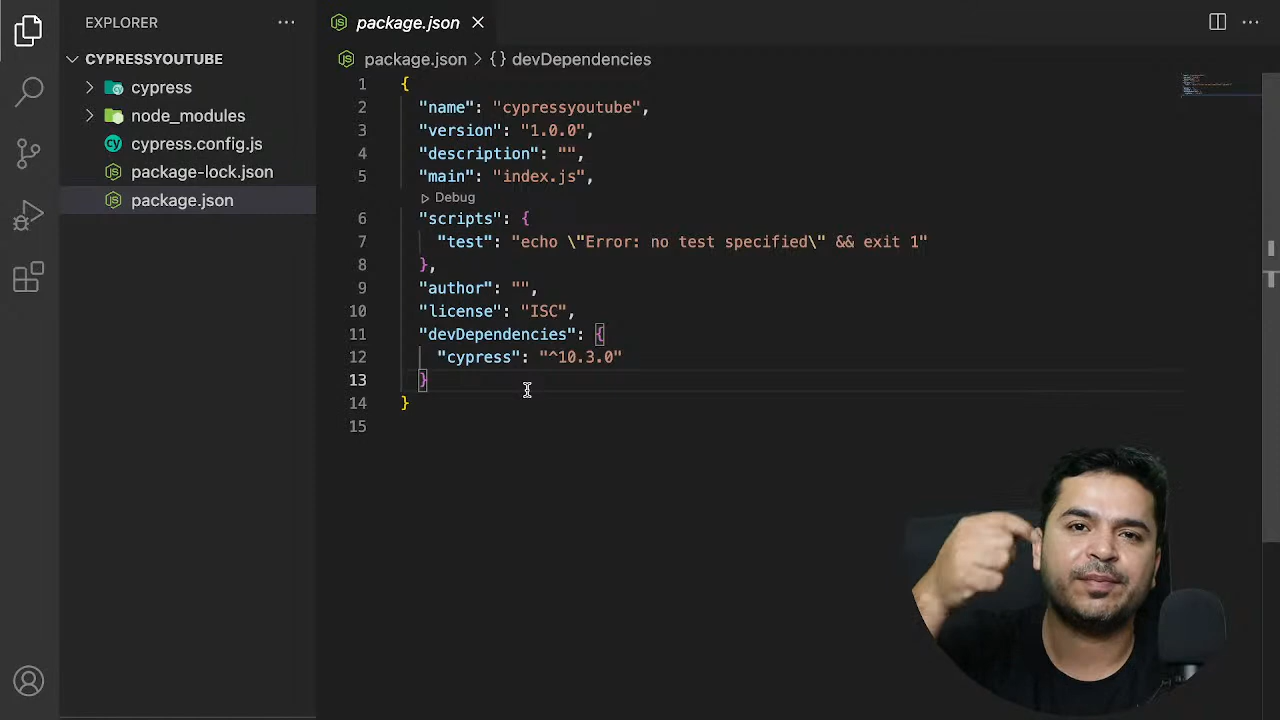 EXPLORER
CYPRESSYOUTUBE
cypress
node_modules
cypress.config.js
package-lock.json
package.json
package.json
package.json > {} devDependencies
1 {
2 "name": "cypressyoutube",
3 "version": "1.0.0",
4 "description": "",
5 "main": "index.js",
Debug
6 "scripts": {
7 "test": "echo \"Error: no test specified\" && exit 1"
8 },
9 "author": "",
10 "license": "ISC",
11 "devDependencies": {
12 "cypress": "^10.3.0"
13 }
14 }
15